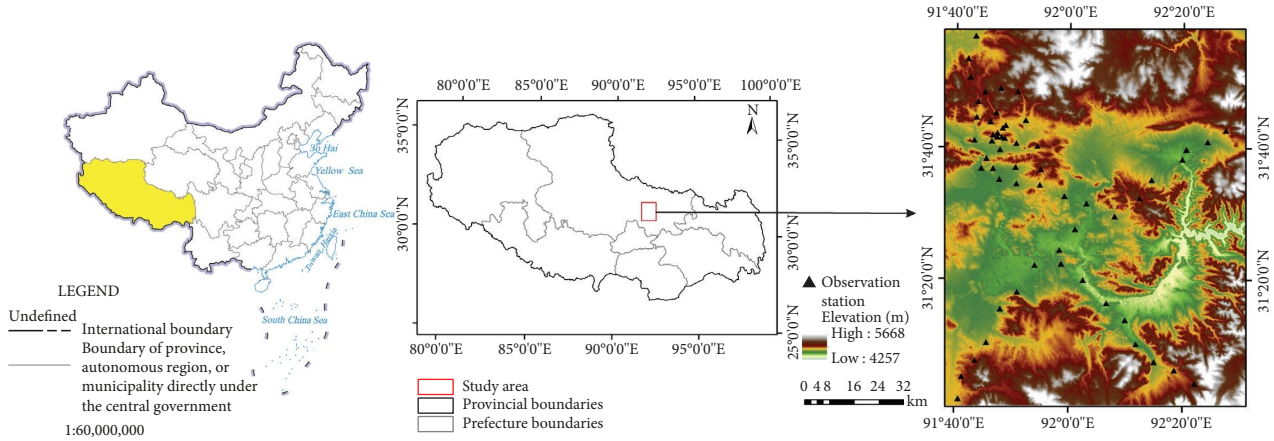 Bo Hai
Yellow Sea
East China Sea
Taiwan Haixia
South China Sea
LEGEND
Undefined
International boundary
Boundary of province,
autonomous region, or
municipality directly under
the central government
1:60,000,000
80°0'0"E 85°0'0"E 90°0'0"E 95°0'0"E 100°0'0"E
N
35°0'0"N
30°0'0"N
35°0'0"N
30°0'0"N
25°0'0"N
80°0'0"E 85°0'0"E 90°0'0"E 95°0'0"E
Study area
Provincial boundaries
Prefecture boundaries
Observation
station
Elevation (m)
High : 5668
Low : 4257
0 4 8 16 24 32
km
91°40'0"E 92°0'0"E 92°20'0"E
31°40'0"N
31°20'0"N
31°40'0"N
31°20'0"N
91°40'0"E 92°0'0"E 92°20'0"E